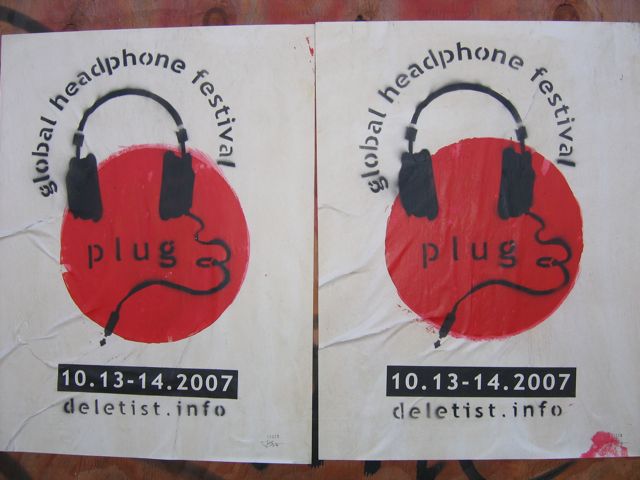 global headphone festival
plug
10.13-14.2007
deletist.info
global headphone festival
plug
10.13-14.2007
deletist.info